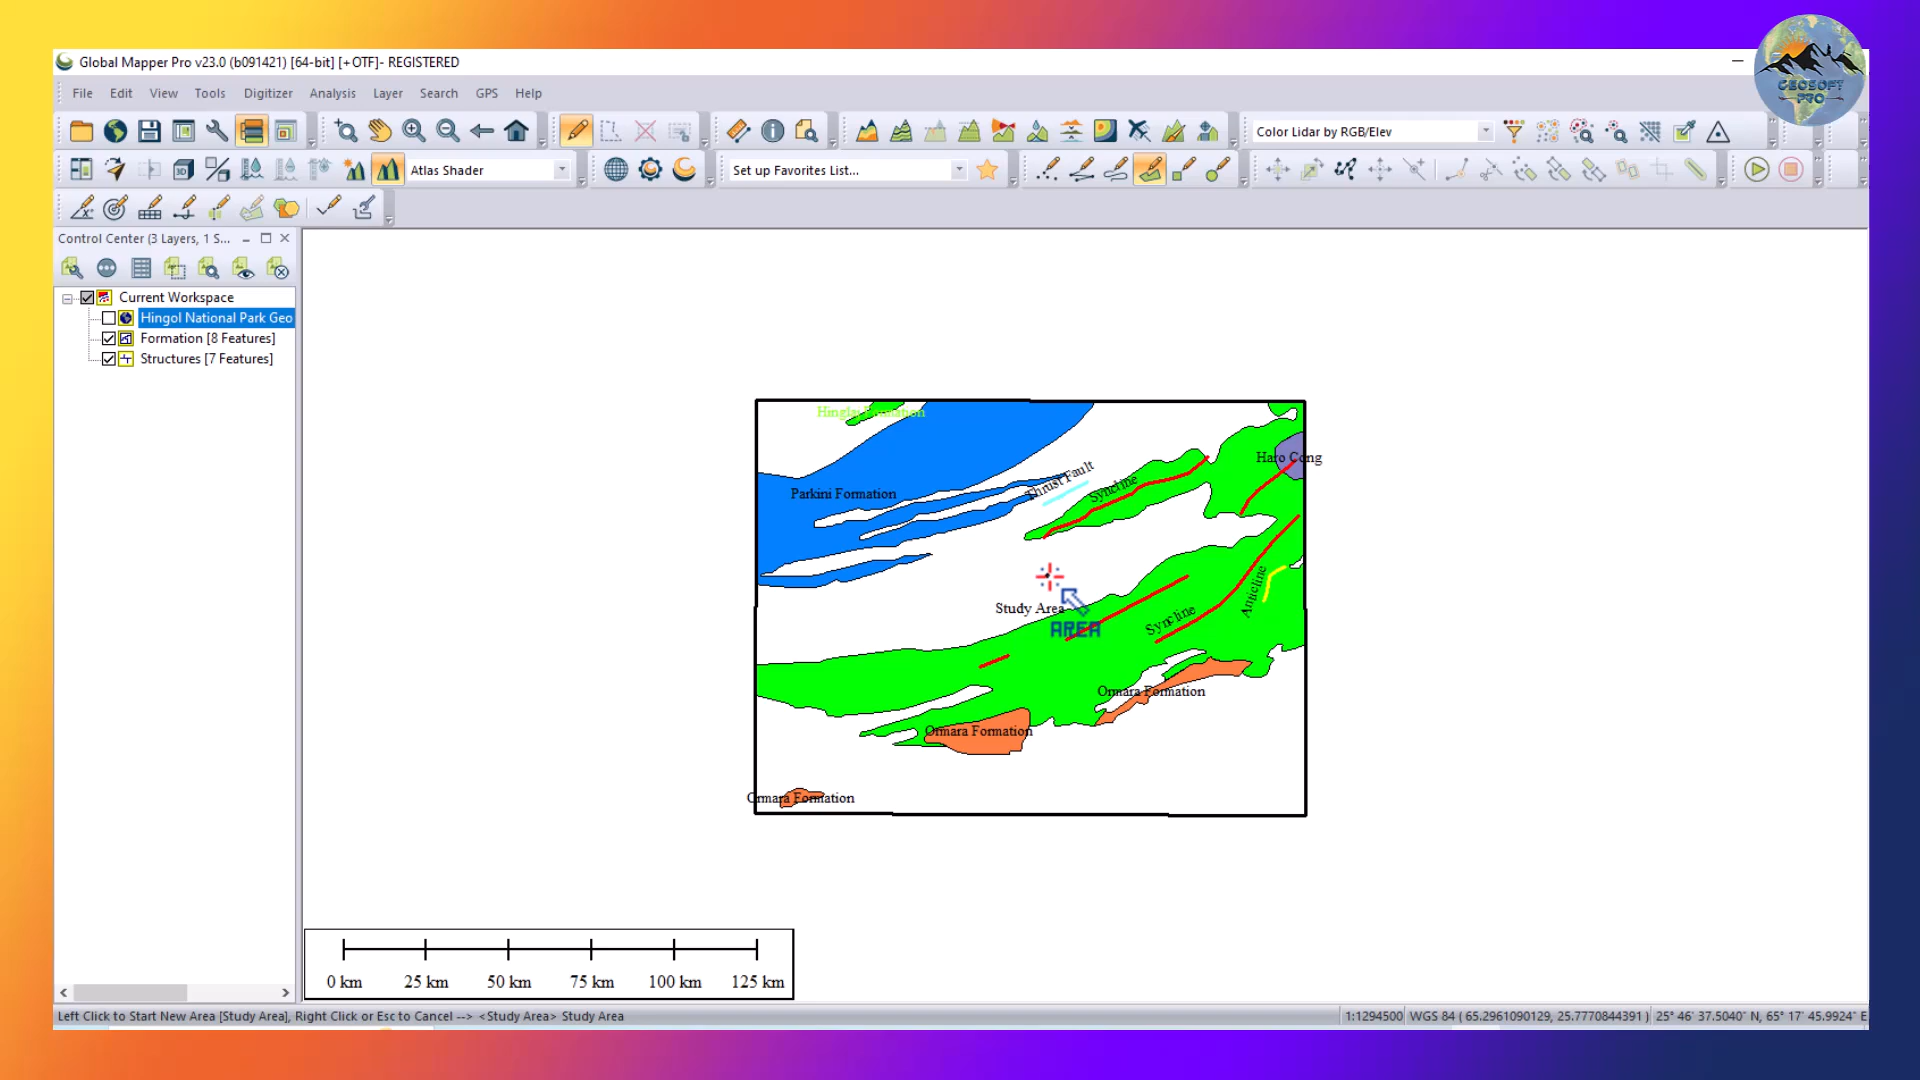 Global Mapper Pro v23.0 (b091421) [64-bit] [+OTF]- REGISTERED
GEOSOFT
PRO
File Edit View Tools Digitizer Analysis Layer Search GPS Help
Color Lidar by RGB/Elev
3D
Atlas Shader
Set up Favorites List...
Control Center (3 Layers, 1 S...
Current Workspace
Hingol National Park Geo
Formation [8 Features]
Structures [7 Features]
Haro Cong
Thrust Fault
Syncline
Parkini Formation
Anticline
Study Area
AREA
Syncline
Ormara Formation
Ormara Formation
Ormara Formation
0 km 25 km 50 km 75 km 100 km 125 km
Left Click to Start New Area [Study Area], Right Click or Esc to Cancel --> <Study Area> Study Area
1:1294500 WGS 84 ( 65.2961090129, 25.7770844391 ) 25° 46' 37.5040" N, 65° 17' 45.9924" E